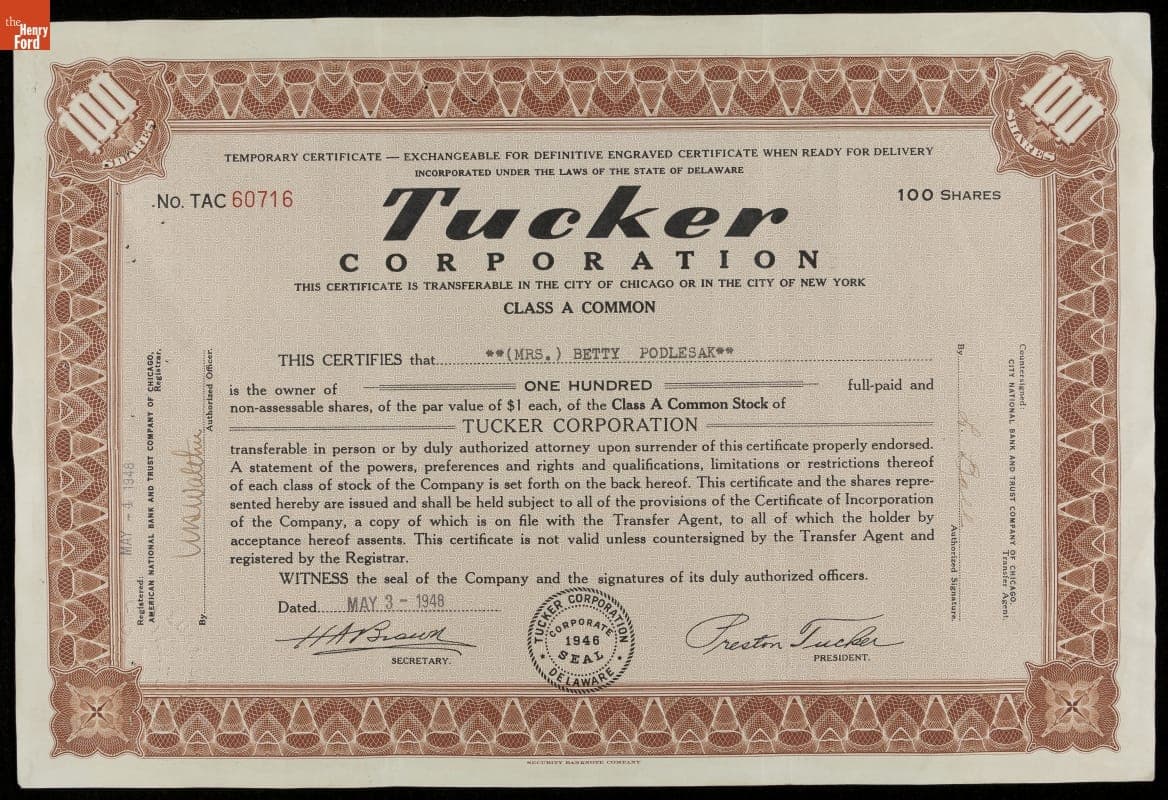 the
Henry
Ford
100
SHARES
100
SHARES
TEMPORARY CERTIFICATE — EXCHANGEABLE FOR DEFINITIVE ENGRAVED CERTIFICATE WHEN READY FOR DELIVERY
INCORPORATED UNDER THE LAWS OF THE STATE OF DELAWARE
No. TAC 60716
100 SHARES
Tucker
CORPORATION
THIS CERTIFICATE IS TRANSFERABLE IN THE CITY OF CHICAGO OR IN THE CITY OF NEW YORK
CLASS A COMMON
THIS CERTIFIES that **(MRS.) BETTY PODLESAK**
is the owner of ONE HUNDRED full-paid and
non-assessable shares, of the par value of $1 each, of the Class A Common Stock of
TUCKER CORPORATION
transferable in person or by duly authorized attorney upon surrender of this certificate properly endorsed.
A statement of the powers, preferences and rights and qualifications, limitations or restrictions thereof
of each class of stock of the Company is set forth on the back hereof. This certificate and the shares repre-
sented hereby are issued and shall be held subject to all of the provisions of the Certificate of Incorporation
of the Company, a copy of which is on file with the Transfer Agent, to all of which the holder by
acceptance hereof assents. This certificate is not valid unless countersigned by the Transfer Agent and
registered by the Registrar.
WITNESS the seal of the Company and the signatures of its duly authorized officers.
Dated MAY 3 - 1948
H A Brown
SECRETARY.
TUCKER CORPORATION
CORPORATE
1946
SEAL
DELAWARE
Preston Tucker
PRESIDENT.
MAY - 4 1948
Registered:
AMERICAN NATIONAL BANK AND TRUST COMPANY OF CHICAGO,
Registrar.
By
Authorized Officer.
Countersigned:
CITY NATIONAL BANK AND TRUST COMPANY OF CHICAGO,
Transfer Agent.
By
Authorized Signature.
SECURITY BANKNOTE COMPANY